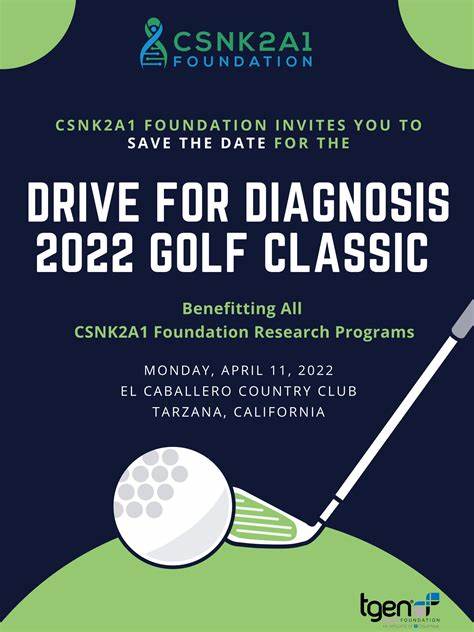 CSNK2A1
FOUNDATION
CSNK2A1 FOUNDATION INVITES YOU TO
SAVE THE DATE FOR THE
DRIVE FOR DIAGNOSIS
2022 GOLF CLASSIC
Benefitting All
CSNK2A1 Foundation Research Programs
MONDAY, APRIL 11, 2022
EL CABALLERO COUNTRY CLUB
TARZANA, CALIFORNIA
tgen
FOUNDATION